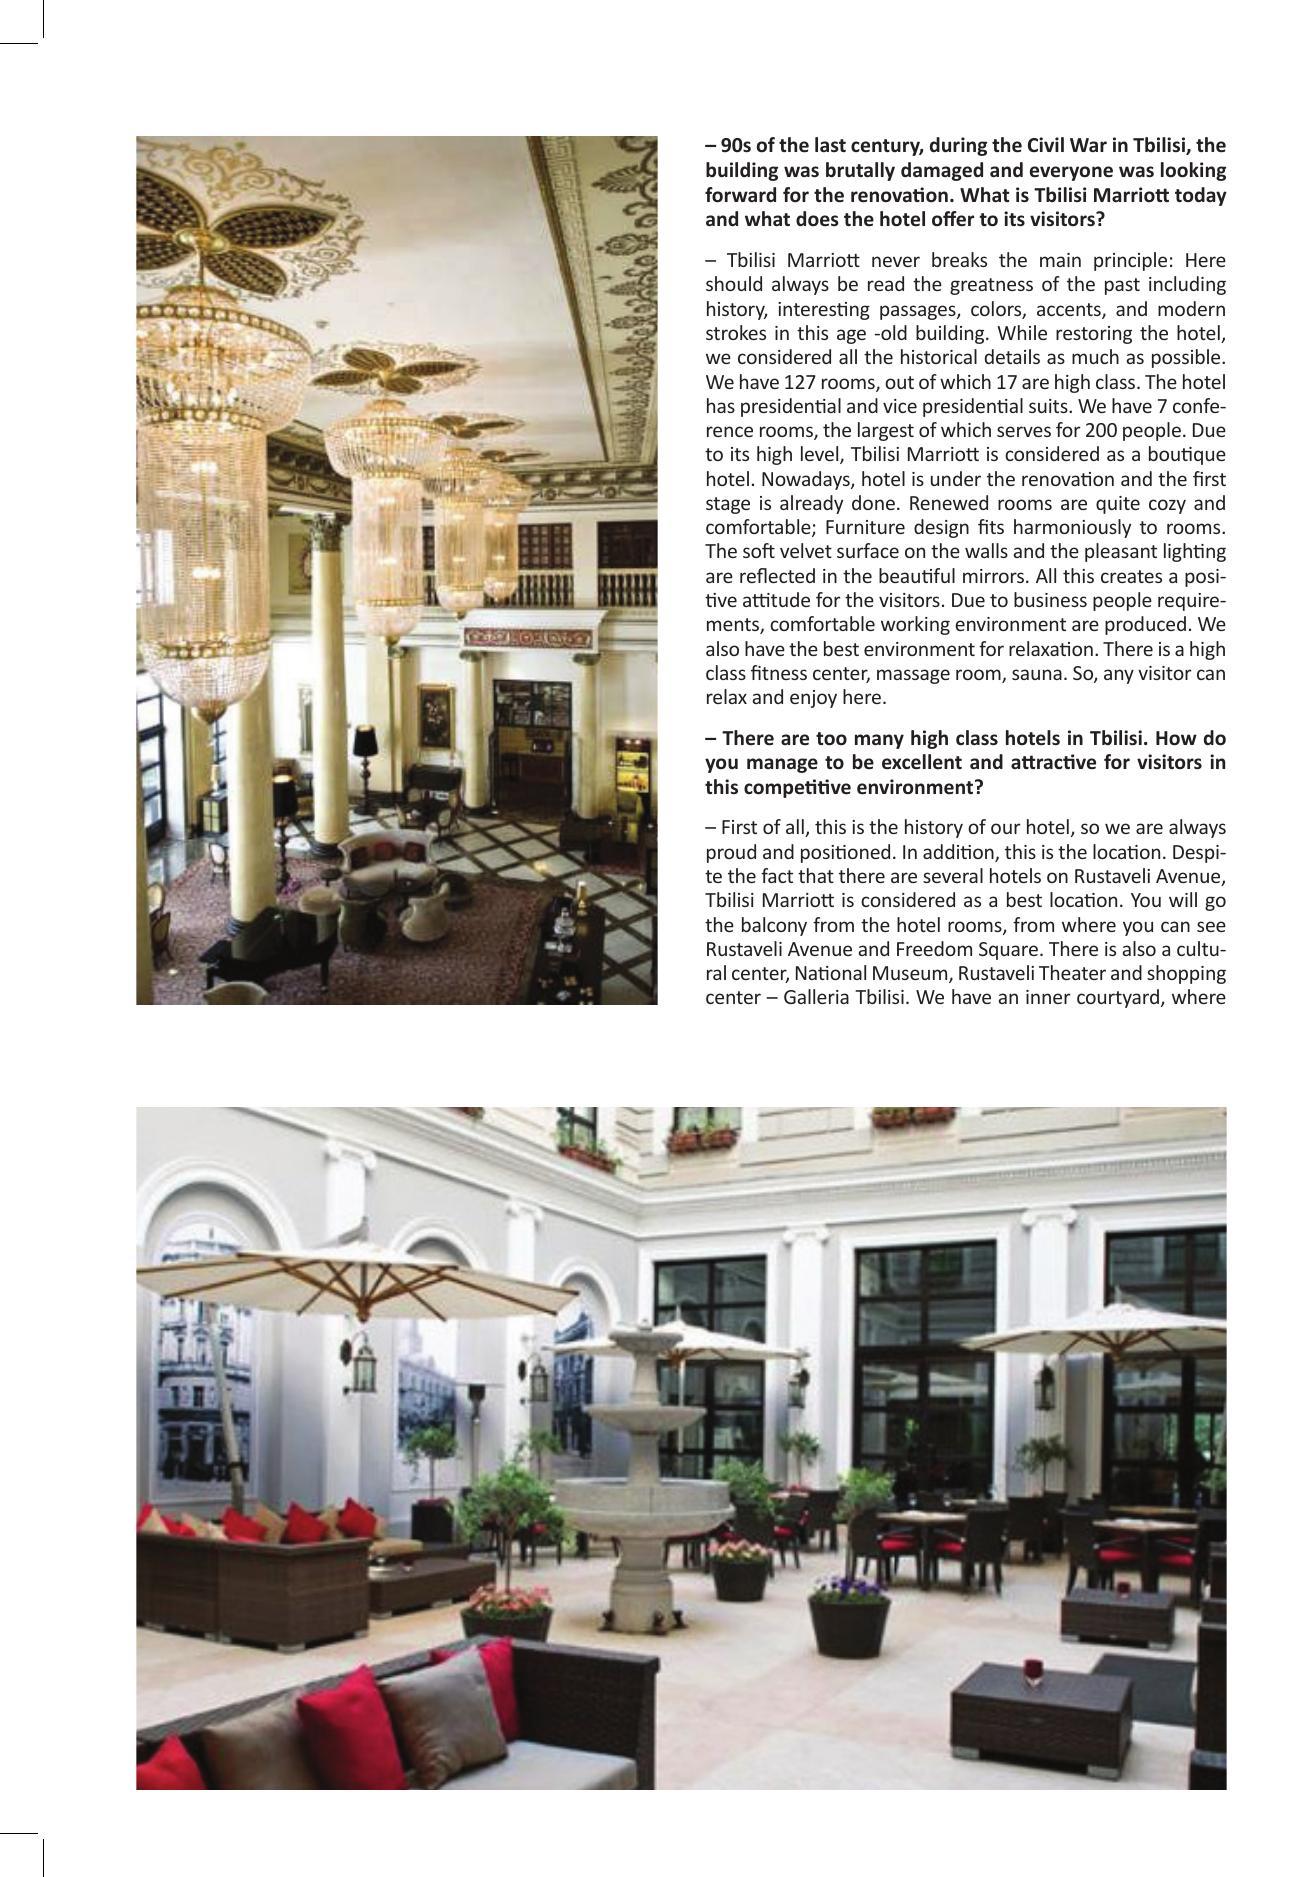 – 90s of the last century, during the Civil War in Tbilisi, the
building was brutally damaged and everyone was looking
forward for the renovation. What is Tbilisi Marriott today
and what does the hotel offer to its visitors?
– Tbilisi Marriott never breaks the main principle: Here
should always be read the greatness of the past including
history, interesting passages, colors, accents, and modern
strokes in this age -old building. While restoring the hotel,
we considered all the historical details as much as possible.
We have 127 rooms, out of which 17 are high class. The hotel
has presidential and vice presidential suits. We have 7 confe-
rence rooms, the largest of which serves for 200 people. Due
to its high level, Tbilisi Marriott is considered as a boutique
hotel. Nowadays, hotel is under the renovation and the first
stage is already done. Renewed rooms are quite cozy and
comfortable; Furniture design fits harmoniously to rooms.
The soft velvet surface on the walls and the pleasant lighting
are reflected in the beautiful mirrors. All this creates a posi-
tive attitude for the visitors. Due to business people require-
ments, comfortable working environment are produced. We
also have the best environment for relaxation. There is a high
class fitness center, massage room, sauna. So, any visitor can
relax and enjoy here.
– There are too many high class hotels in Tbilisi. How do
you manage to be excellent and attractive for visitors in
this competitive environment?
– First of all, this is the history of our hotel, so we are always
proud and positioned. In addition, this is the location. Despi-
te the fact that there are several hotels on Rustaveli Avenue,
Tbilisi Marriott is considered as a best location. You will go
the balcony from the hotel rooms, from where you can see
Rustaveli Avenue and Freedom Square. There is also a cultu-
ral center, National Museum, Rustaveli Theater and shopping
center – Galleria Tbilisi. We have an inner courtyard, where